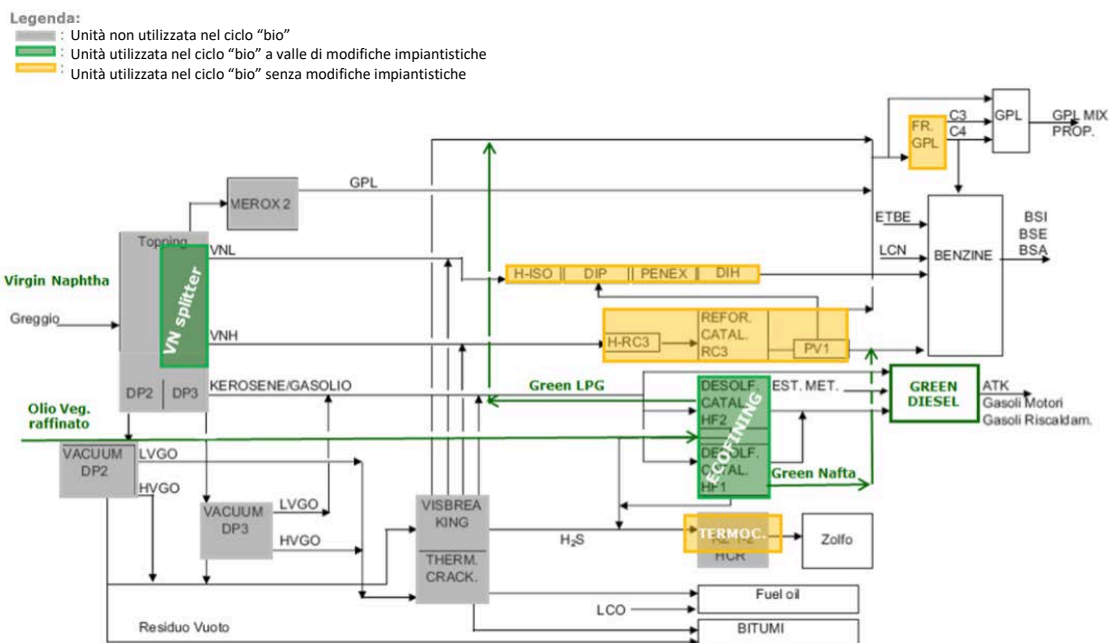 Legenda:
: Unità non utilizzata nel ciclo “bio”
: Unità utilizzata nel ciclo “bio” a valle di modifiche impiantistiche
: Unità utilizzata nel ciclo “bio” senza modifiche impiantistiche
FR.
GPL
C3
C4
GPL
GPL MIX
PROP.
MEROX 2
GPL
Topping
VN splitter
VNL
Virgin Naphtha
Greggio
VNH
H-ISO
DIP
PENEX
DIH
ETBE
LCN
BENZINE
BSI
BSE
BSA
H-RC3
REFOR.
CATAL.
RC3
PV1
DP2
DP3
KEROSENE/GASOLIO
Green LPG
DESOLF.
CATAL.
HF2
EST. MET.
GREEN
DIESEL
ATK
Gasoli Motori
Gasoli Riscaldam.
Olio Veg.
raffinato
ECOFINING
DESOLF.
CATAL.
HF1
Green Nafta
VACUUM
DP2
LVGO
HVGO
VACUUM
DP3
LVGO
HVGO
VISBREA
KING
THERM.
CRACK.
H₂S
TERMOC.
HCR
Zolfo
Fuel oil
LCO
BITUMI
Residuo Vuoto